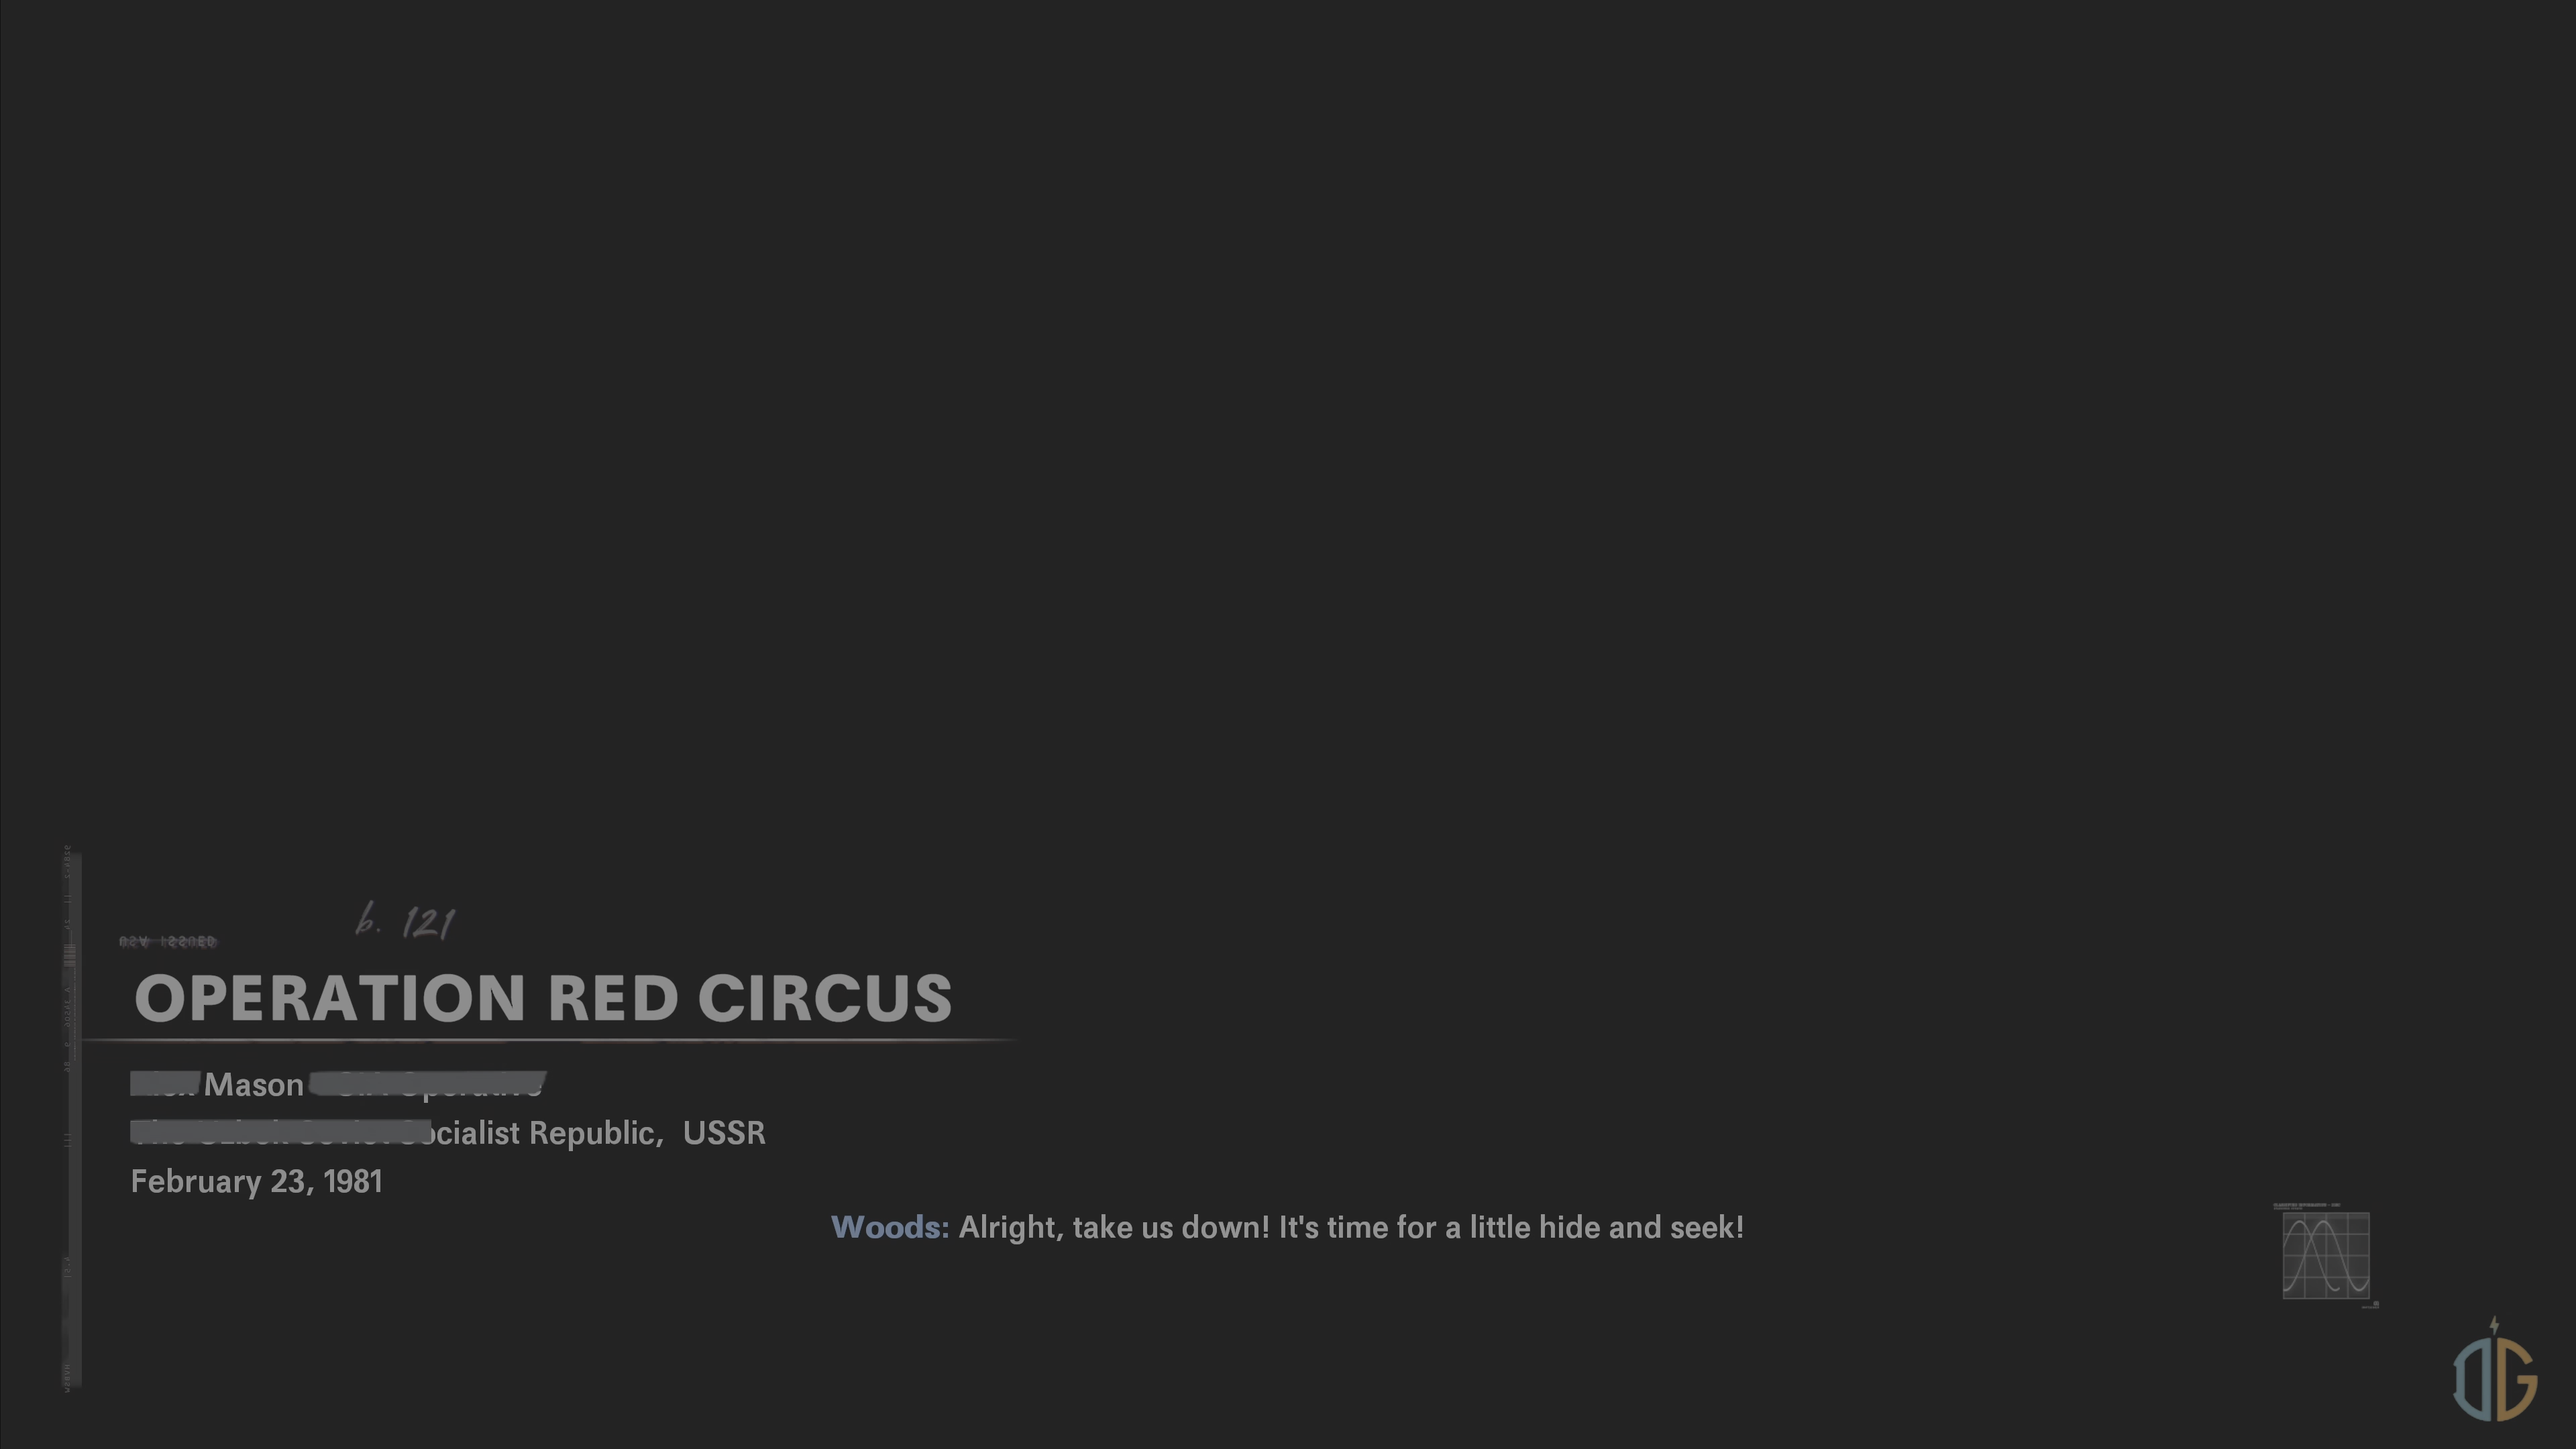 b. 121
OPERATION RED CIRCUS
Mason
Socialist Republic, USSR
February 23, 1981
Woods: Alright, take us down! It's time for a little hide and seek!